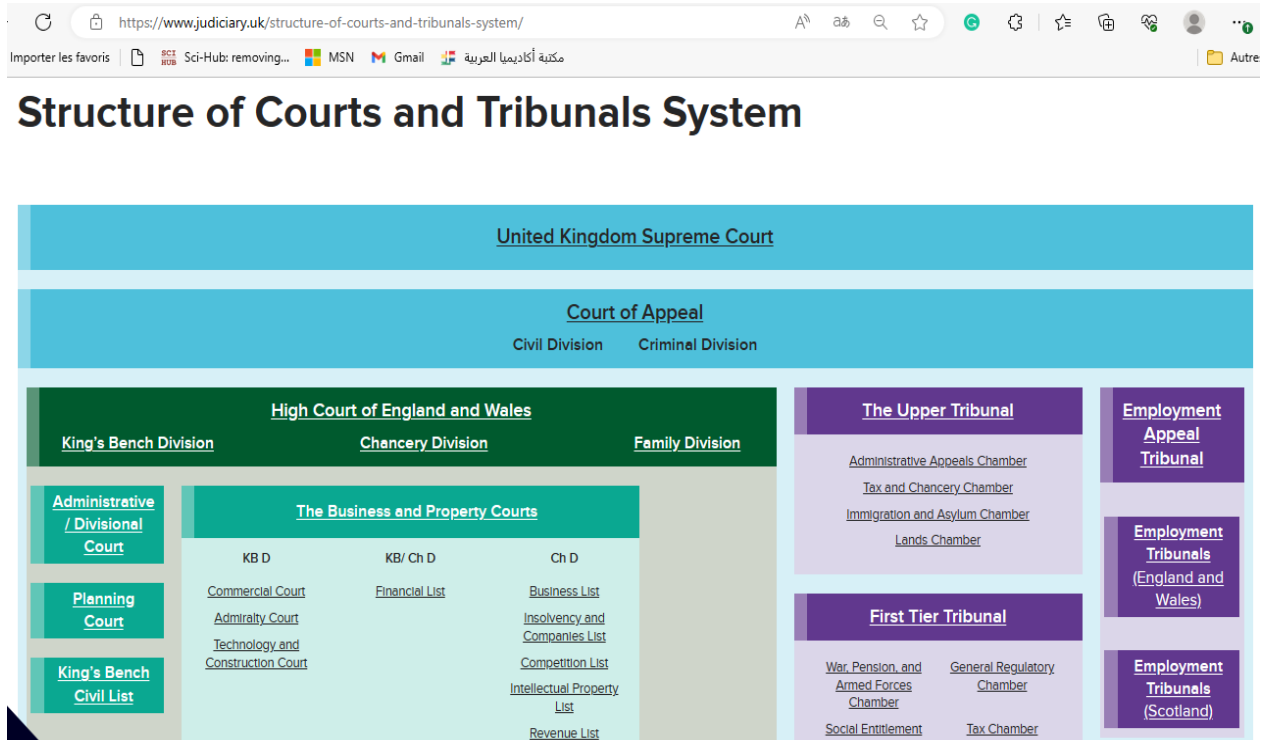 https://www.judiciary.uk/structure-of-courts-and-tribunals-system/
Importer les favoris SCI HUB Sci-Hub: removing... MSN Gmail مكتبة أكاديميا العربية Autre
Structure of Courts and Tribunals System
United Kingdom Supreme Court
Court of Appeal
Civil Division Criminal Division
High Court of England and Wales
King's Bench Division Chancery Division Family Division
Administrative
/ Divisional
Court
Planning
Court
King's Bench
Civil List
The Business and Property Courts
KB D
Commercial Court
Admiralty Court
Technology and
Construction Court
KB/ Ch D
Financial List
Ch D
Business List
Insolvency and
Companies List
Competition List
Intellectual Property
List
Revenue List
The Upper Tribunal
Administrative Appeals Chamber
Tax and Chancery Chamber
Immigration and Asylum Chamber
Lands Chamber
First Tier Tribunal
War, Pension, and
Armed Forces
Chamber
Social Entitlement
General Regulatory
Chamber
Tax Chamber
Employment
Appeal
Tribunal
Employment
Tribunals
(England and
Wales)
Employment
Tribunals
(Scotland)